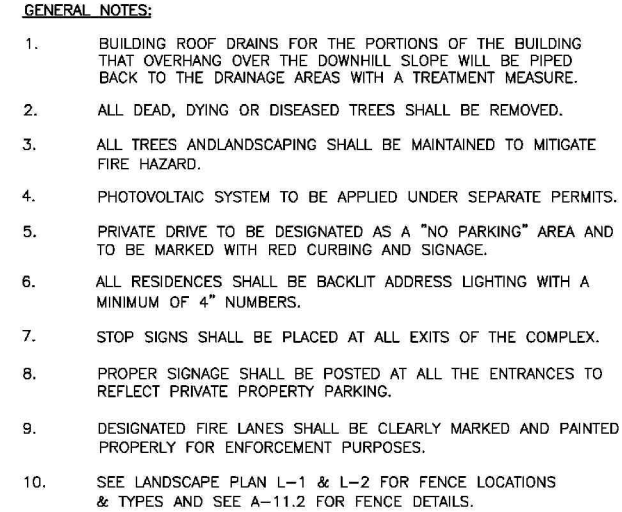 GENERAL NOTES:
1. BUILDING ROOF DRAINS FOR THE PORTIONS OF THE BUILDING
THAT OVERHANG OVER THE DOWNHILL SLOPE WILL BE PIPED
BACK TO THE DRAINAGE AREAS WITH A TREATMENT MEASURE.
2. ALL DEAD, DYING OR DISEASED TREES SHALL BE REMOVED.
3. ALL TREES ANDLANDSCAPING SHALL BE MAINTAINED TO MITIGATE
FIRE HAZARD.
4. PHOTOVOLTAIC SYSTEM TO BE APPLIED UNDER SEPARATE PERMITS.
5. PRIVATE DRIVE TO BE DESIGNATED AS A "NO PARKING" AREA AND
TO BE MARKED WITH RED CURBING AND SIGNAGE.
6. ALL RESIDENCES SHALL BE BACKLIT ADDRESS LIGHTING WITH A
MINIMUM OF 4" NUMBERS.
7. STOP SIGNS SHALL BE PLACED AT ALL EXITS OF THE COMPLEX.
8. PROPER SIGNAGE SHALL BE POSTED AT ALL THE ENTRANCES TO
REFLECT PRIVATE PROPERTY PARKING.
9. DESIGNATED FIRE LANES SHALL BE CLEARLY MARKED AND PAINTED
PROPERLY FOR ENFORCEMENT PURPOSES.
10. SEE LANDSCAPE PLAN L-1 & L-2 FOR FENCE LOCATIONS
& TYPES AND SEE A-11.2 FOR FENCE DETAILS.